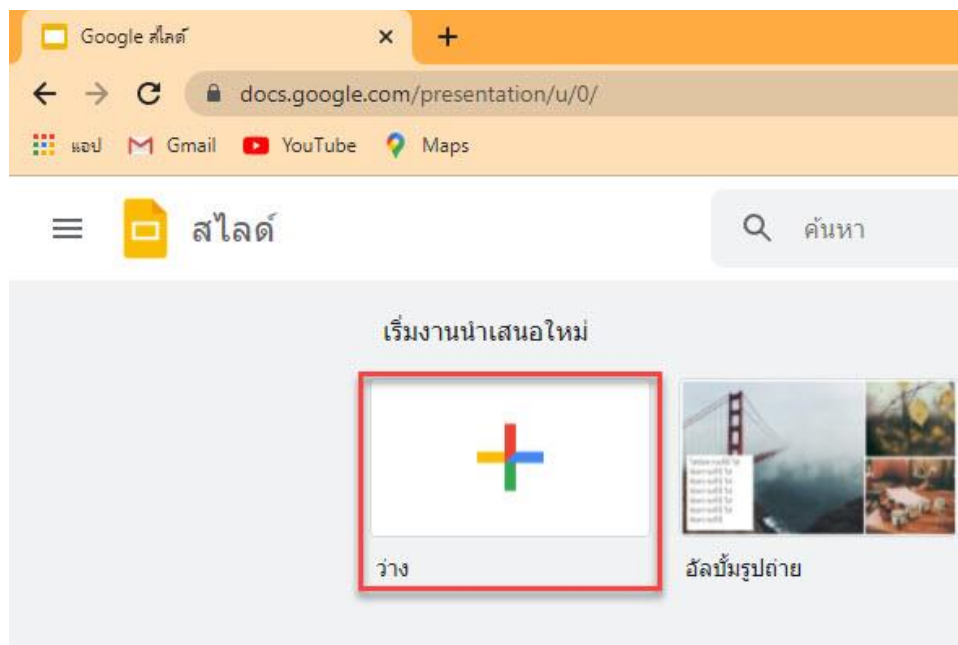 Google สไลด์
docs.google.com/presentation/u/0/
แอป Gmail YouTube Maps
สไลด์ ค้นหา
เริ่มงานนำเสนอใหม่
ว่าง อัลบั้มรูปถ่าย